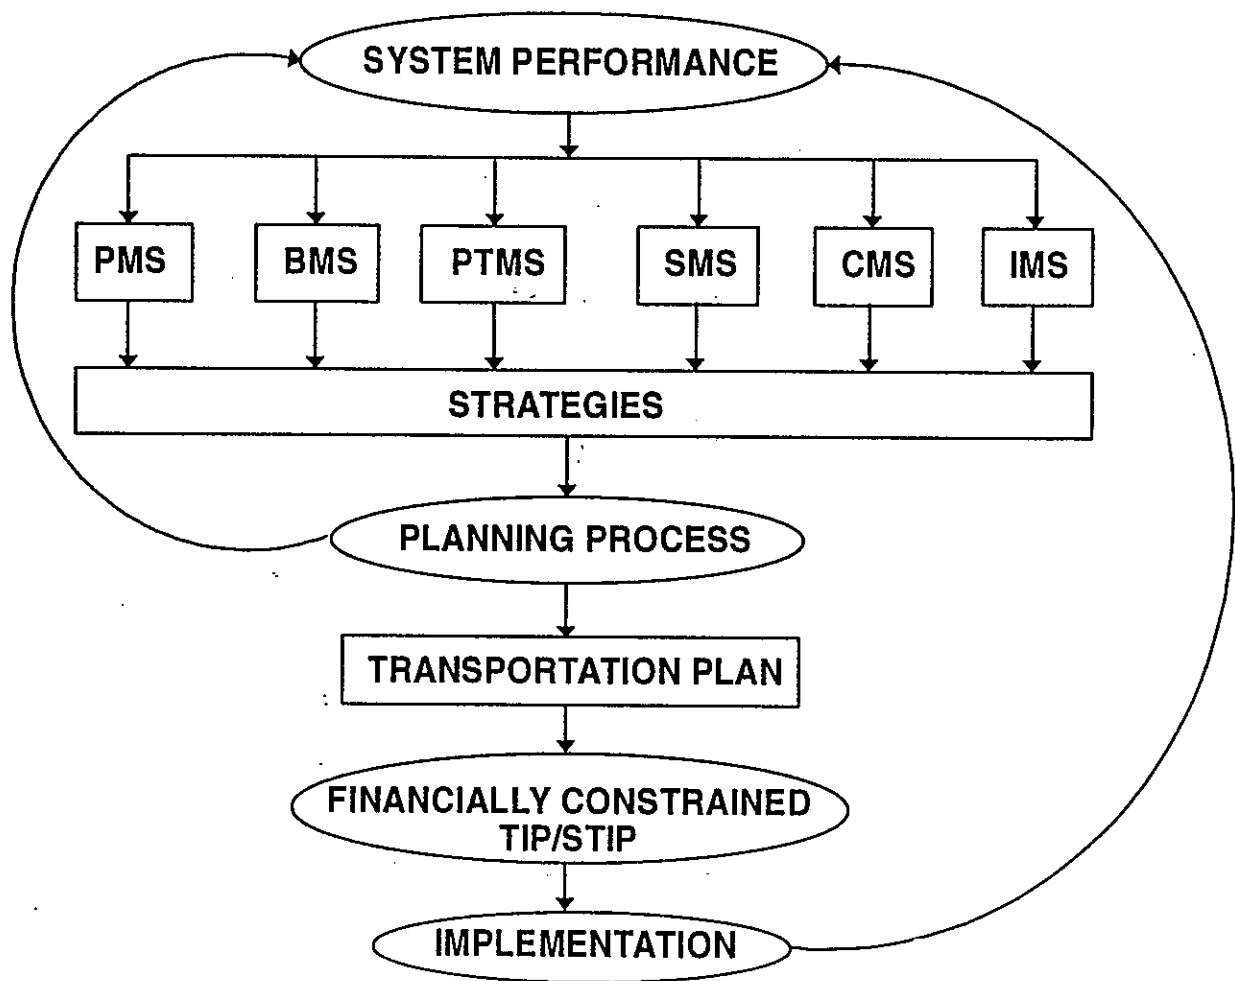 SYSTEM PERFORMANCE
PMS
BMS
PTMS
SMS
CMS
IMS
STRATEGIES
PLANNING PROCESS
TRANSPORTATION PLAN
FINANCIALLY CONSTRAINED
TIP/STIP
IMPLEMENTATION